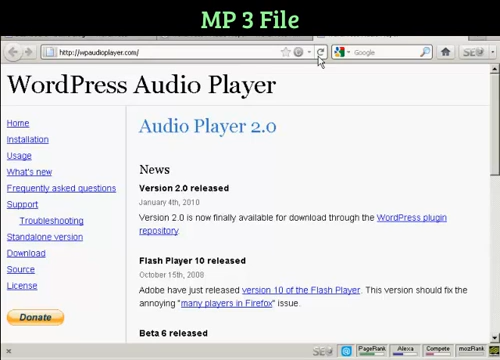 MP 3 File
http://wpaudioplayer.com/
Google
WordPress Audio Player
Home
Installation
Usage
What's new
Frequently asked questions
Support
Troubleshooting
Standalone version
Download
Source
License
Donate
Audio Player 2.0
News
Version 2.0 released
January 4th, 2010
Version 2.0 is now finally available for download through the WordPress plugin
repository.
Flash Player 10 released
October 15th, 2008
Adobe have just released version 10 of the Flash Player. This version should fix the
annoying "many players in Firefox" issue.
Beta 6 released
PageRank
Alexa
Compete
mozRank